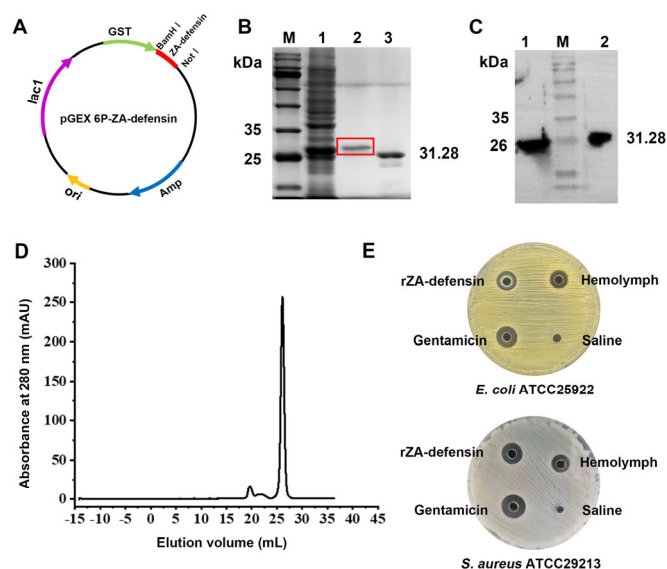 A
GST
BamH I
ZA-defensin
Not I
lac1
pGEX 6P-ZA-defensin
ori
Amp
B
M 1 2 3
kDa
35
25
31.28
C
1 M 2
kDa
35
26
31.28
D
Absorbance at 280 nm (mAU)
300
250
200
150
100
50
0
-15 -10 -5 0 5 10 15 20 25 30 35 40 45
Elution volume (mL)
E
rZA-defensin
Hemolymph
Gentamicin
Saline
E. coli ATCC25922
rZA-defensin
Hemolymph
Gentamicin
Saline
S. aureus ATCC29213